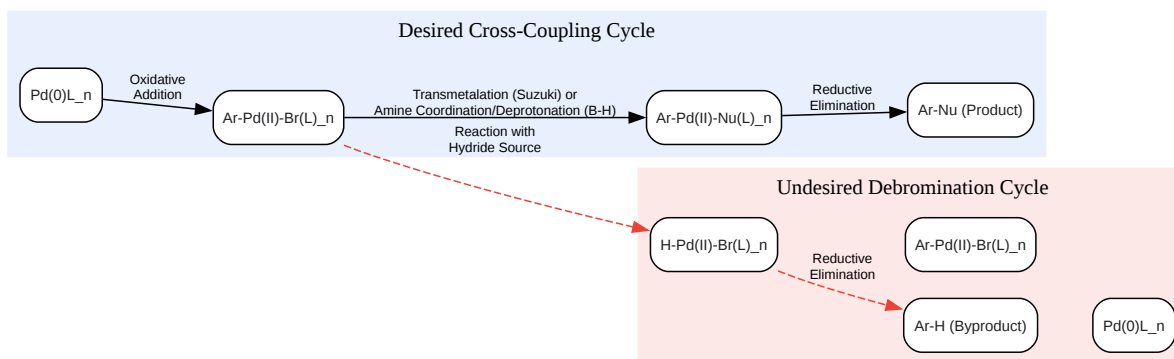 Desired Cross-Coupling Cycle
Pd(0)L_n
Oxidative
Addition
Ar-Pd(II)-Br(L)_n
Transmetalation (Suzuki) or
Amine Coordination/Deprotonation (B-H)
Ar-Pd(II)-Nu(L)_n
Reductive
Elimination
Ar-Nu (Product)
Reaction with
Hydride Source
Undesired Debromination Cycle
H-Pd(II)-Br(L)_n
Ar-Pd(II)-Br(L)_n
Reductive
Elimination
Ar-H (Byproduct)
Pd(0)L_n